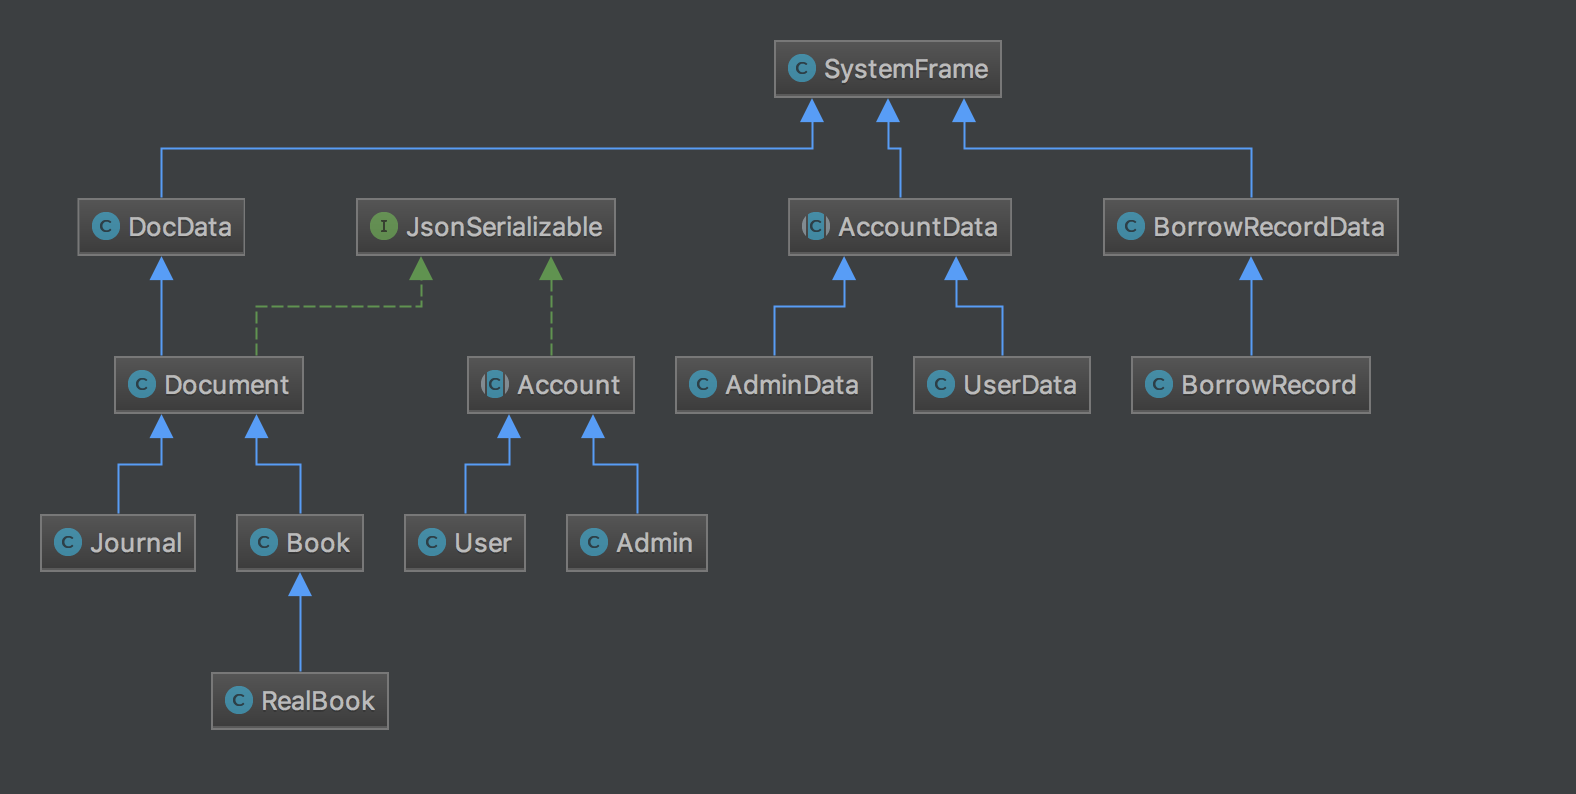 C SystemFrame
C DocData
I JsonSerializable
C AccountData
C BorrowRecordData
C Document
C Account
C AdminData
C UserData
C BorrowRecord
C Journal
C Book
C User
C Admin
C RealBook